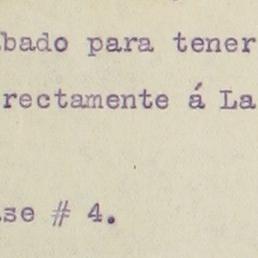 bado para tener
rectamente á La
se # 4.